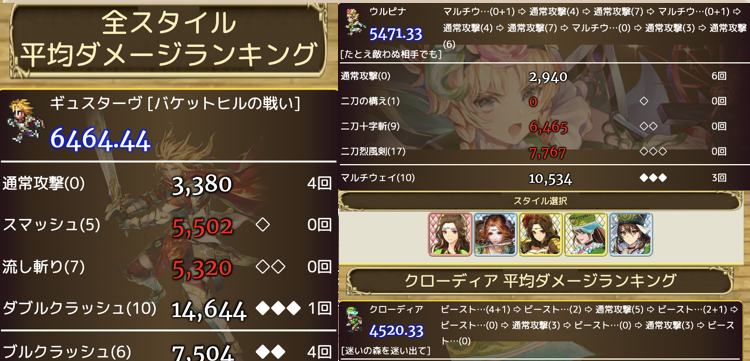 全スタイル
平均ダメージランキング
ギュスターヴ [バケットヒルの戦い]
6464.44
通常攻撃(0) 3,380 4回
スマッシュ(5) 5,502 ◇ 0回
流し斬り(7) 5,320 ◇◇ 0回
ダブルクラッシュ(10) 14,644 ◆◆◆ 1回
ブルクラッシュ(6) 7,504 ◆◆ 4回
ウルピナ
5471.33
[たとえ敵わぬ相手でも]
マルチウ…(0+1) ⇨ 通常攻撃(4) ⇨ 通常攻撃(7) ⇨ マルチウ…(0+1) ⇨
通常攻撃(4) ⇨ 通常攻撃(7) ⇨ マルチウ…(0) ⇨ 通常攻撃(3) ⇨ 通常攻撃
(6)
通常攻撃(0) 2,940 6回
二刀の構え(1) 0 ◇ 0回
二刀十字斬(9) 6,465 ◇◇ 0回
二刀烈風剣(17) 7,767 ◇◇◇ 0回
マルチウェイ(10) 10,534 ◆◆◆ 3回
スタイル選択
クローディア 平均ダメージランキング
クローディア
4520.33
[迷いの森を迷い出て]
ビースト…(4+1) ⇨ ビースト…(2) ⇨ 通常攻撃(5) ⇨ ビースト…(2+1) ⇨
ビースト…(0) ⇨ 通常攻撃(3) ⇨ ビースト…(0) ⇨ 通常攻撃(3) ⇨ ビース
ト…(0)